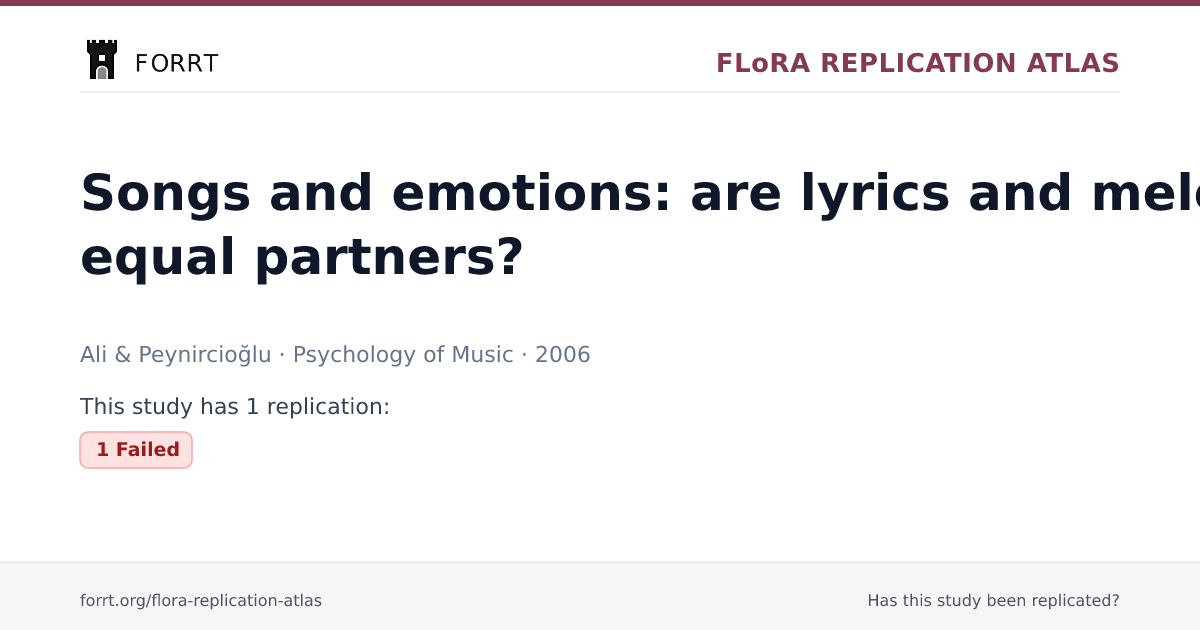 FORRT
FLoRA REPLICATION ATLAS
Songs and emotions: are lyrics and
equal partners?
Ali & Peynircioğlu · Psychology of Music · 2006
This study has 1 replication:
1 Failed
forrt.org/flora-replication-atlas
Has this study been replicated?